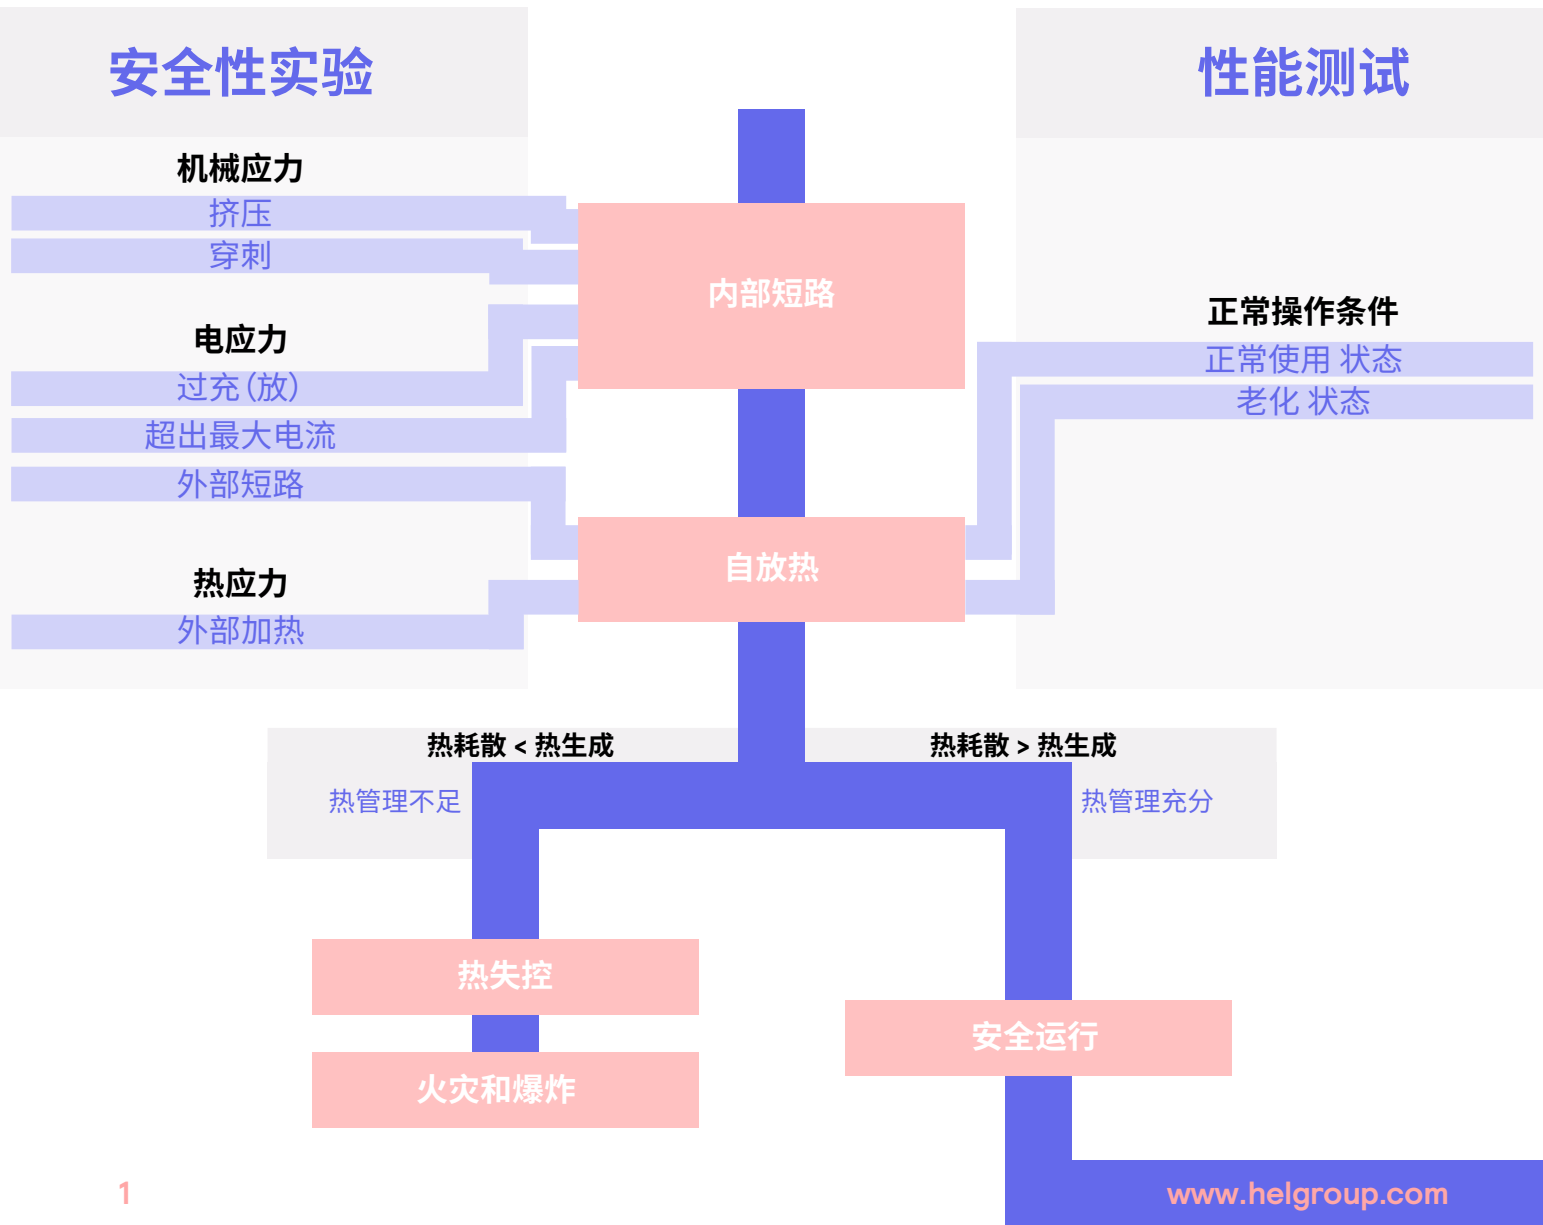 安全性实验
性能测试
机械应力
挤压
穿刺
内部短路
正常操作条件
电应力
正常使用 状态
过充(放)
老化 状态
超出最大电流
外部短路
自放热
热应力
外部加热
热耗散 < 热生成
热耗散 > 热生成
热管理不足
热管理充分
热失控
安全运行
火灾和爆炸
1
www.helgroup.com